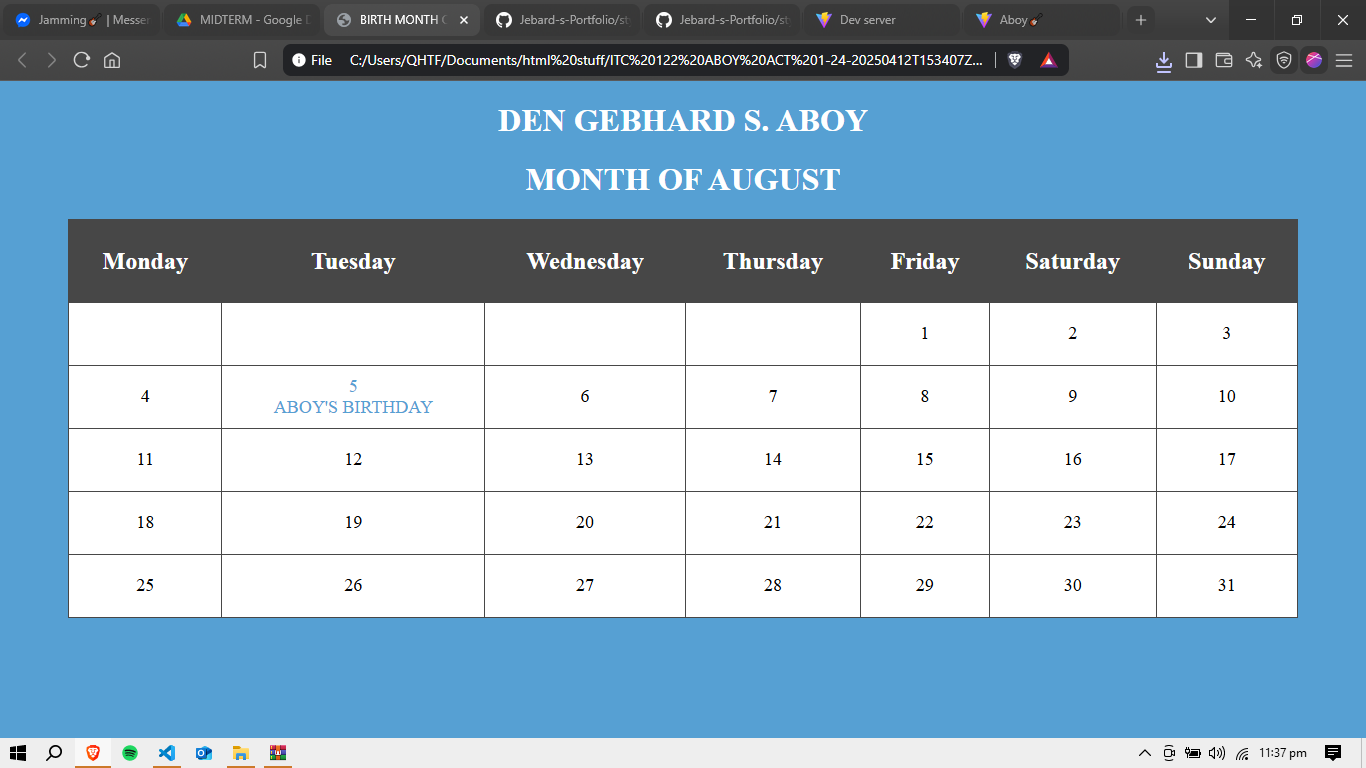 Jamming | Messen
MIDTERM - Google D
BIRTH MONTH C
Jebard-s-Portfolio/st
Jebard-s-Portfolio/st
Dev server
Aboy
File C:/Users/QHTF/Documents/html%20stuff/ITC%20122%20ABOY%20ACT%201-24-20250412T153407Z...
DEN GEBHARD S. ABOY
MONTH OF AUGUST
Monday Tuesday Wednesday Thursday Friday Saturday Sunday
1 2 3
4 5 6 7 8 9 10
ABOY'S BIRTHDAY
11 12 13 14 15 16 17
18 19 20 21 22 23 24
25 26 27 28 29 30 31
11:37 pm